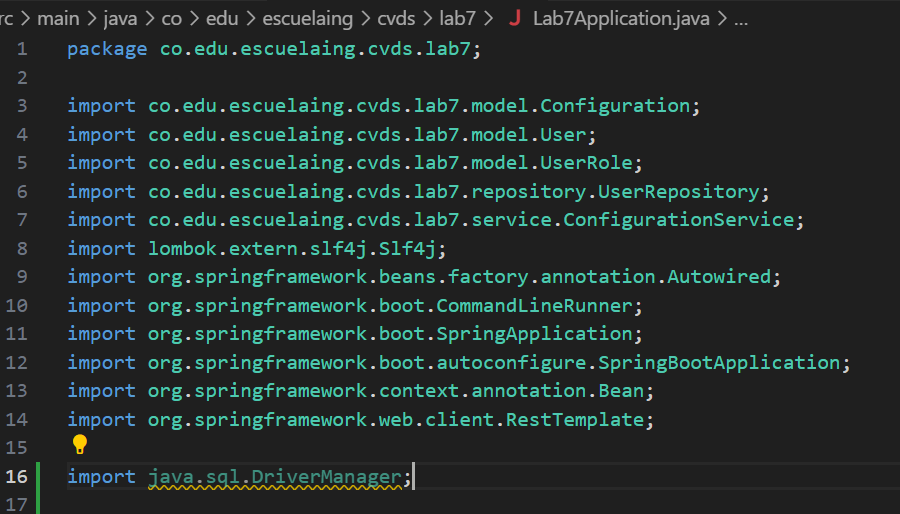 rc > main > java > co > edu > escuelaing > cvds > lab7 > J Lab7Application.java > ...
1 package co.edu.escuelaing.cvds.lab7;
2
3 import co.edu.escuelaing.cvds.lab7.model.Configuration;
4 import co.edu.escuelaing.cvds.lab7.model.User;
5 import co.edu.escuelaing.cvds.lab7.model.UserRole;
6 import co.edu.escuelaing.cvds.lab7.repository.UserRepository;
7 import co.edu.escuelaing.cvds.lab7.service.ConfigurationService;
8 import lombok.extern.slf4j.Slf4j;
9 import org.springframework.beans.factory.annotation.Autowired;
10 import org.springframework.boot.CommandLineRunner;
11 import org.springframework.boot.SpringApplication;
12 import org.springframework.boot.autoconfigure.SpringBootApplication;
13 import org.springframework.context.annotation.Bean;
14 import org.springframework.web.client.RestTemplate;
15
16 import java.sql.DriverManager;
17